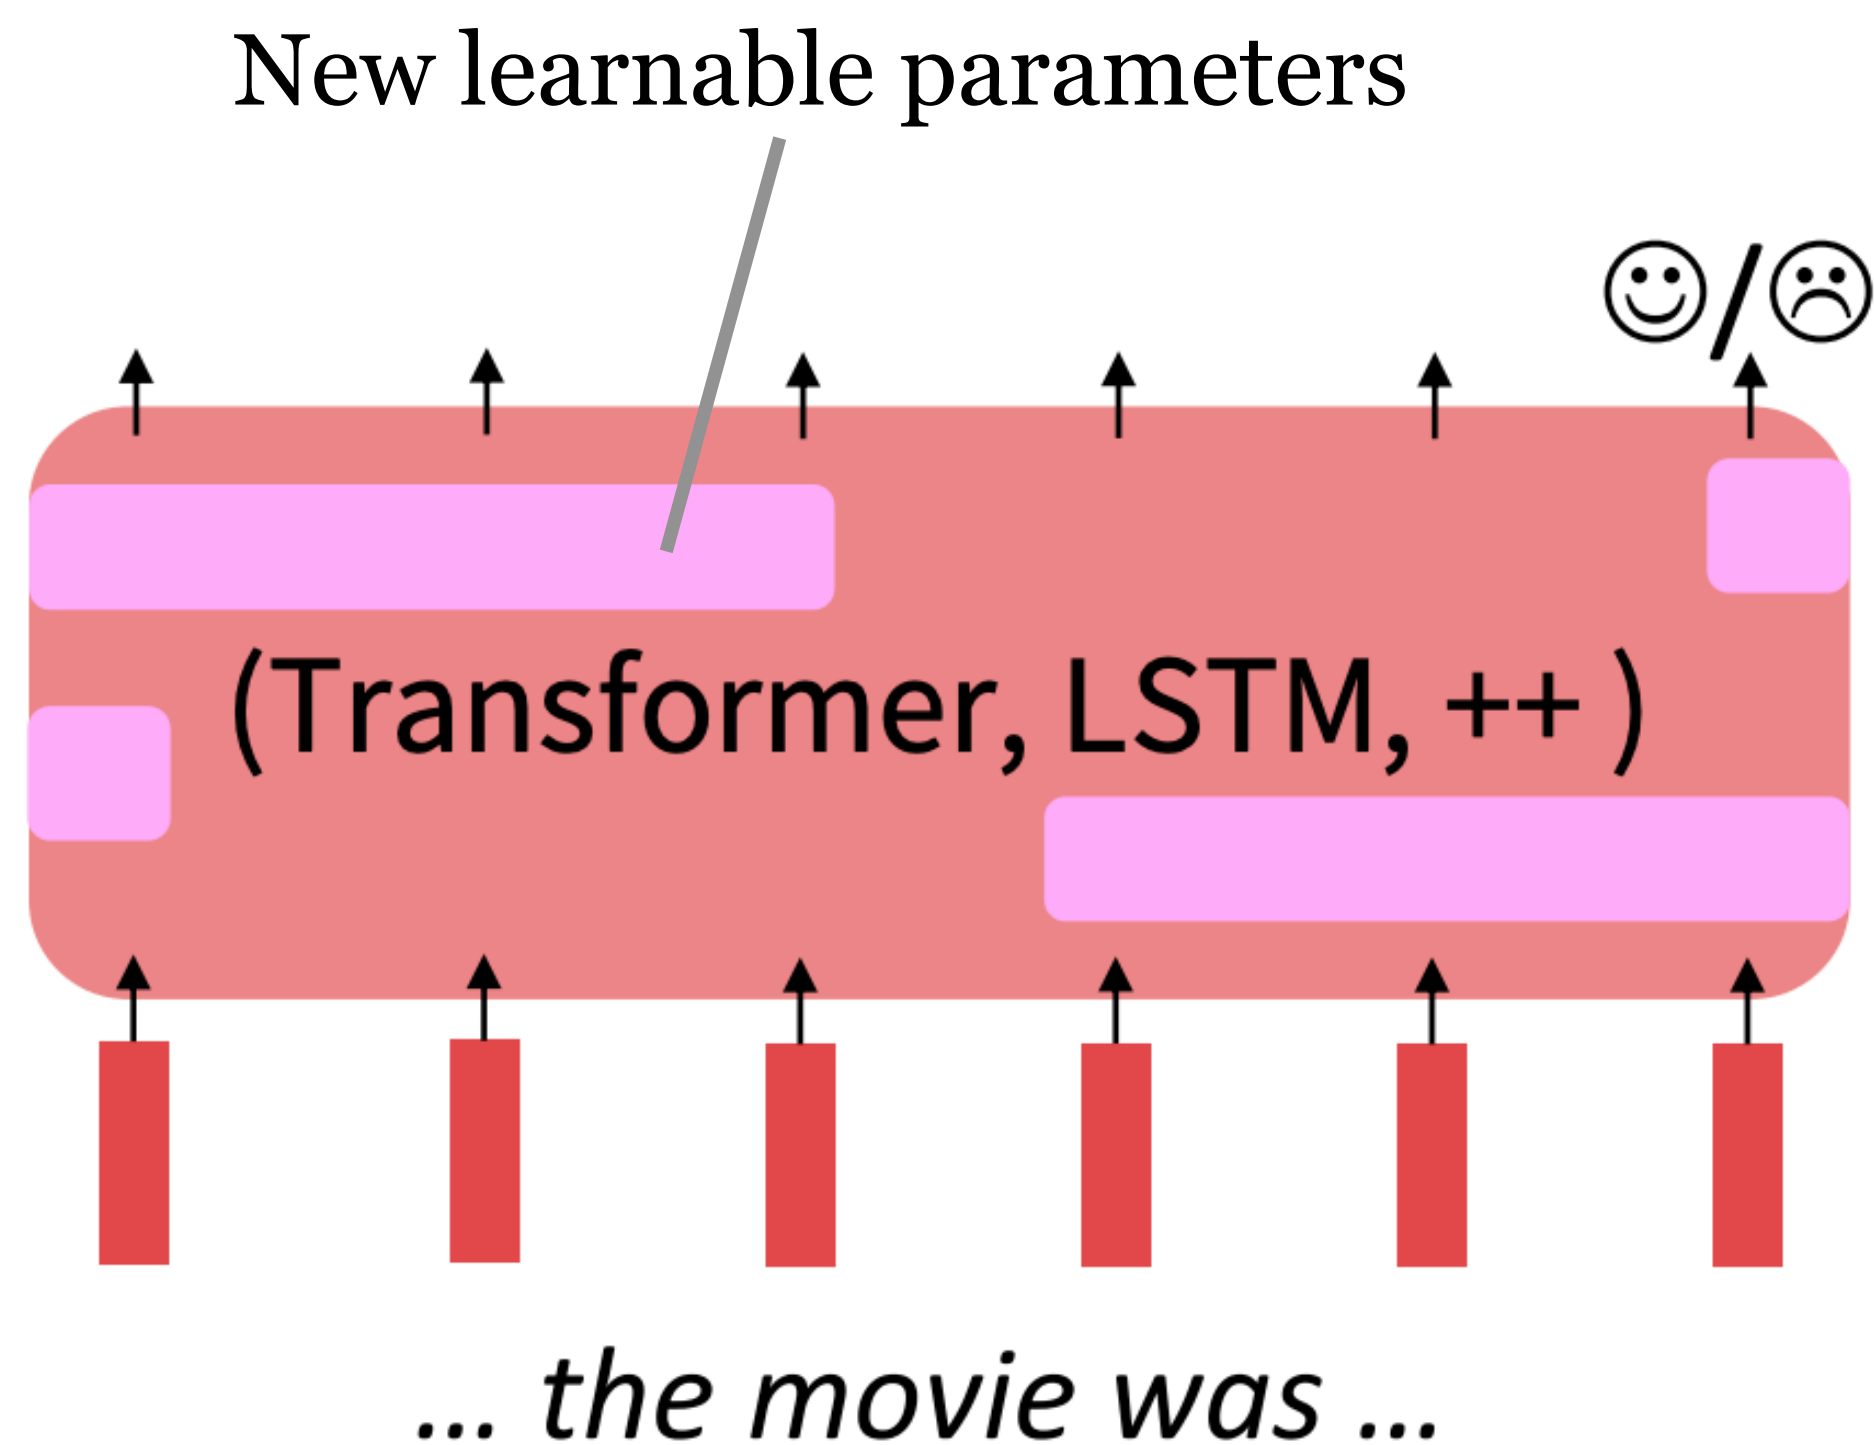 New learnable parameters
☺/☹
(Transformer, LSTM, ++ )
... the movie was ...